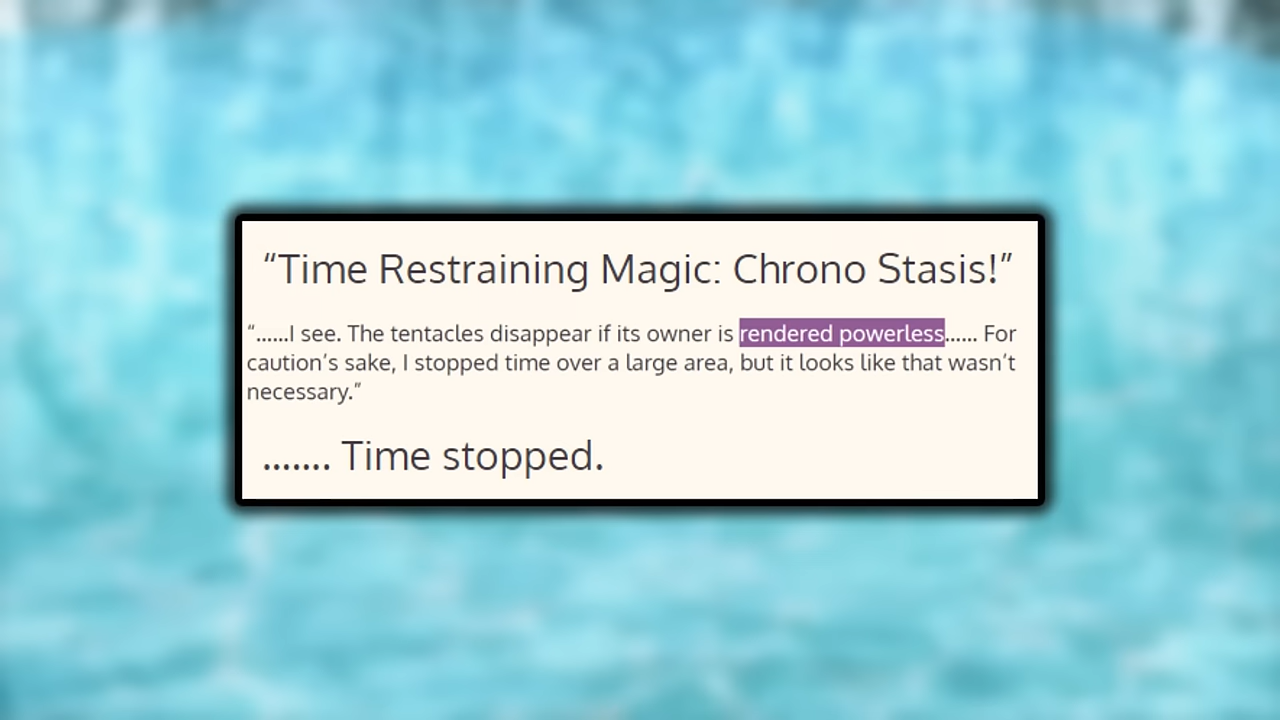 “Time Restraining Magic: Chrono Stasis!”
“......I see. The tentacles disappear if its owner is rendered powerless...... For
caution’s sake, I stopped time over a large area, but it looks like that wasn’t
necessary.”
....... Time stopped.